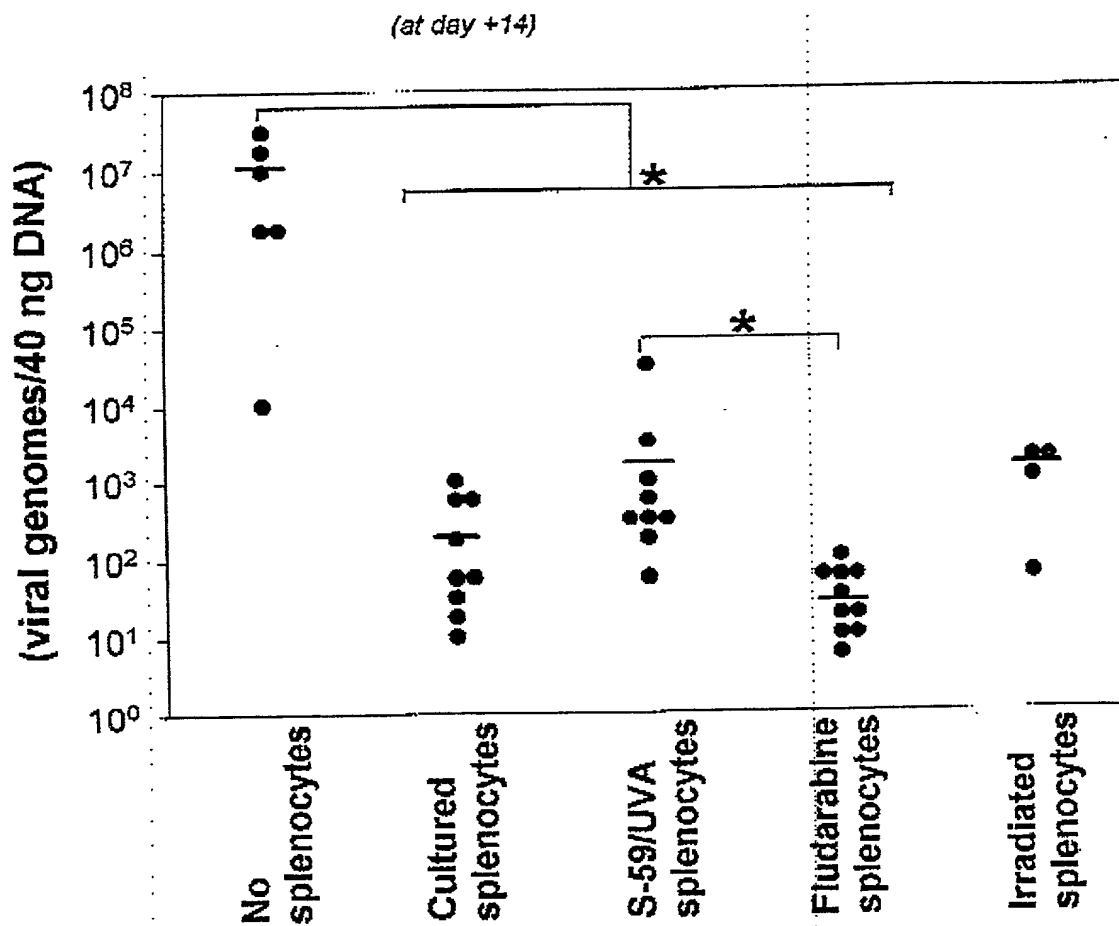 (at day +14)
(viral genomes/40 ng DNA)
10⁸
10⁷
10⁶
10⁵
10⁴
10³
10²
10¹
10⁰
*
*
No
splenocytes
Cultured
splenocytes
S-59/UVA
splenocytes
Fludarabine
splenocytes
Irradiated
splenocytes